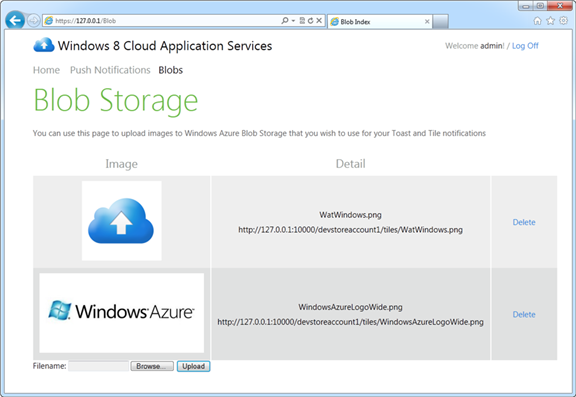 https://127.0.0.1/Blob
Blob Index
Windows 8 Cloud Application Services
Welcome admin! / Log Off
Home Push Notifications Blobs
Blob Storage
You can use this page to upload images to Windows Azure Blob Storage that you wish to use for your Toast and Tile notifications
Image Detail
WatWindows.png
http://127.0.0.1:10000/devstoreaccount1/tiles/WatWindows.png
Delete
Windows Azure
WindowsAzureLogoWide.png
http://127.0.0.1:10000/devstoreaccount1/tiles/WindowsAzureLogoWide.png
Delete
Filename: Browse... Upload